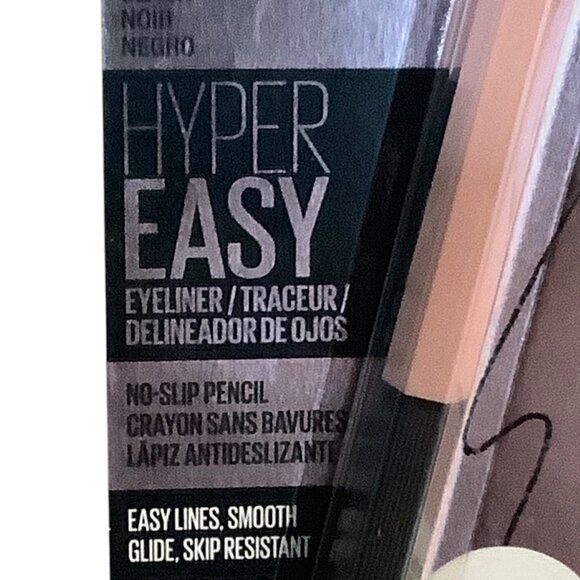 NOIR
NEGRO
HYPER
EASY
EYELINER / TRACEUR /
DELINEADOR DE OJOS
NO-SLIP PENCIL
CRAYON SANS BAVURES
LÁPIZ ANTIDESLIZANTE
EASY LINES, SMOOTH
GLIDE, SKIP RESISTANT